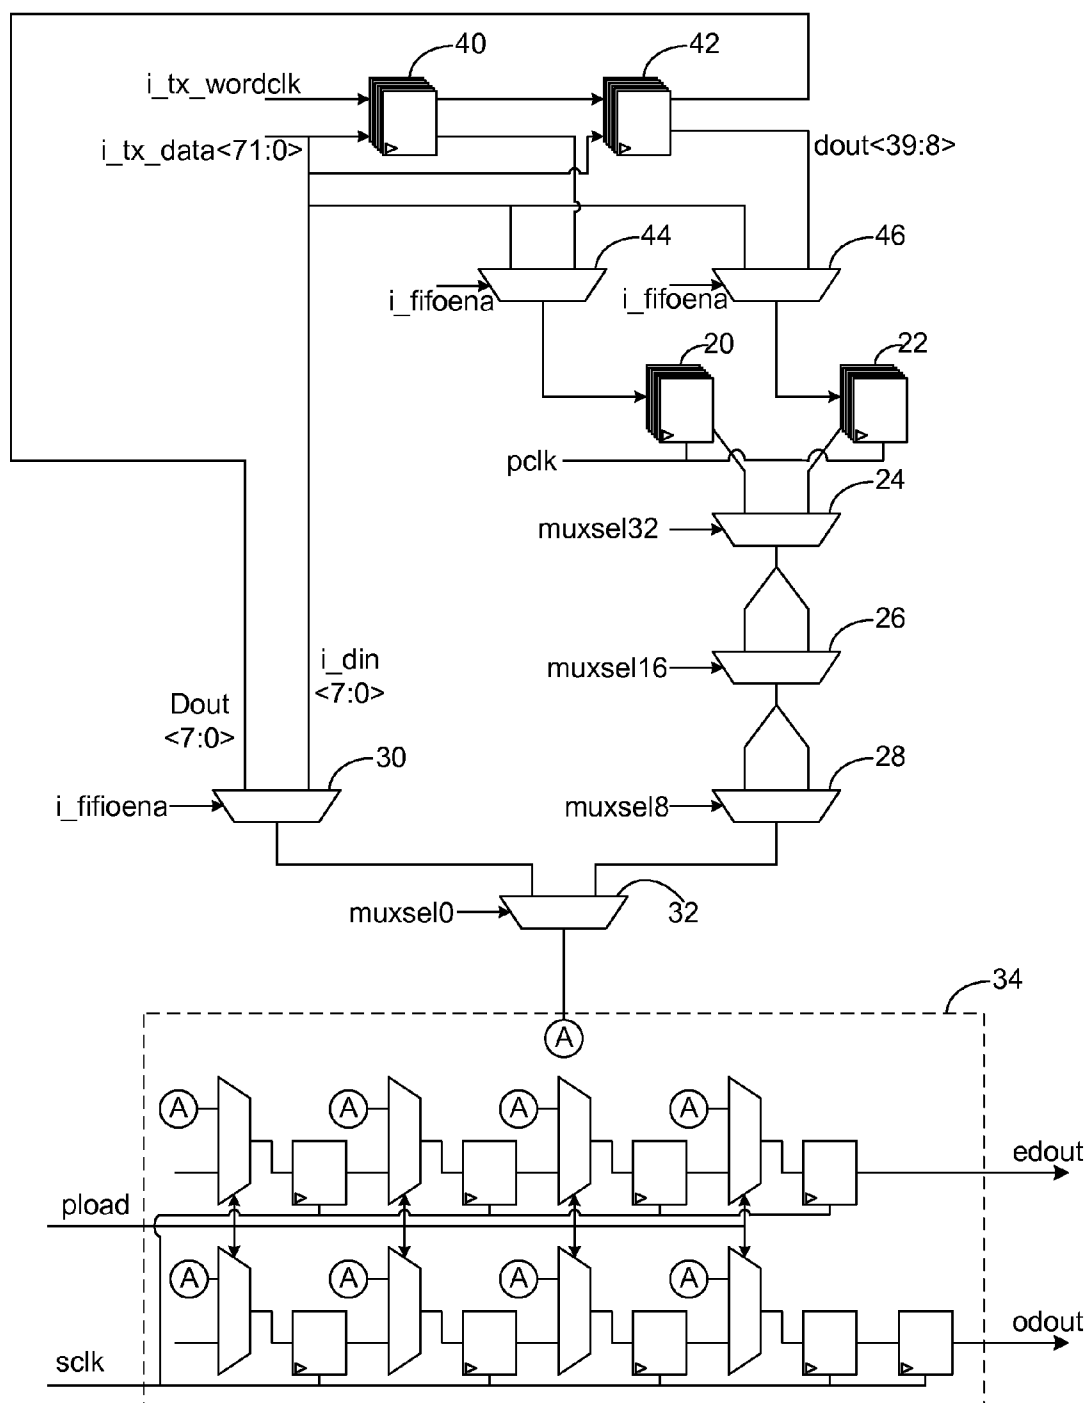 40
42
i_tx_wordclk
i_tx_data<71:0>
dout<39:8>
44
46
i_fifoena
i_fifoena
20
22
pclk
24
muxsel32
26
i_din
<7:0>
muxsel16
Dout
<7:0>
30
28
i_fifioena
muxsel8
muxsel0
32
34
A
A
A
A
A
edout
pload
A
A
A
A
odout
sclk